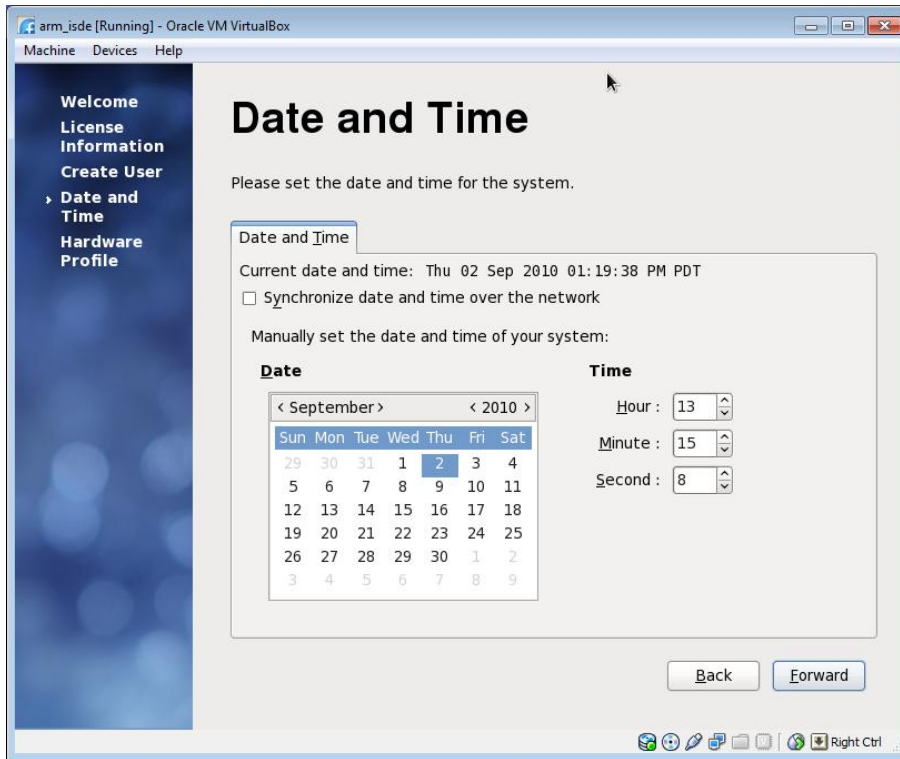 arm_isde [Running] - Oracle VM VirtualBox
Machine Devices Help
Welcome
License
Information
Create User
Date and
Time
Hardware
Profile
Date and Time
Please set the date and time for the system.
Date and Time
Current date and time: Thu 02 Sep 2010 01:19:38 PM PDT
Synchronize date and time over the network
Manually set the date and time of your system:
Date
< September > < 2010 >
Sun Mon Tue Wed Thu Fri Sat
29 30 31 1 2 3 4
5 6 7 8 9 10 11
12 13 14 15 16 17 18
19 20 21 22 23 24 25
26 27 28 29 30 1 2
3 4 5 6 7 8 9
Time
Hour : 13
Minute : 15
Second : 8
Back
Forward
Right Ctrl